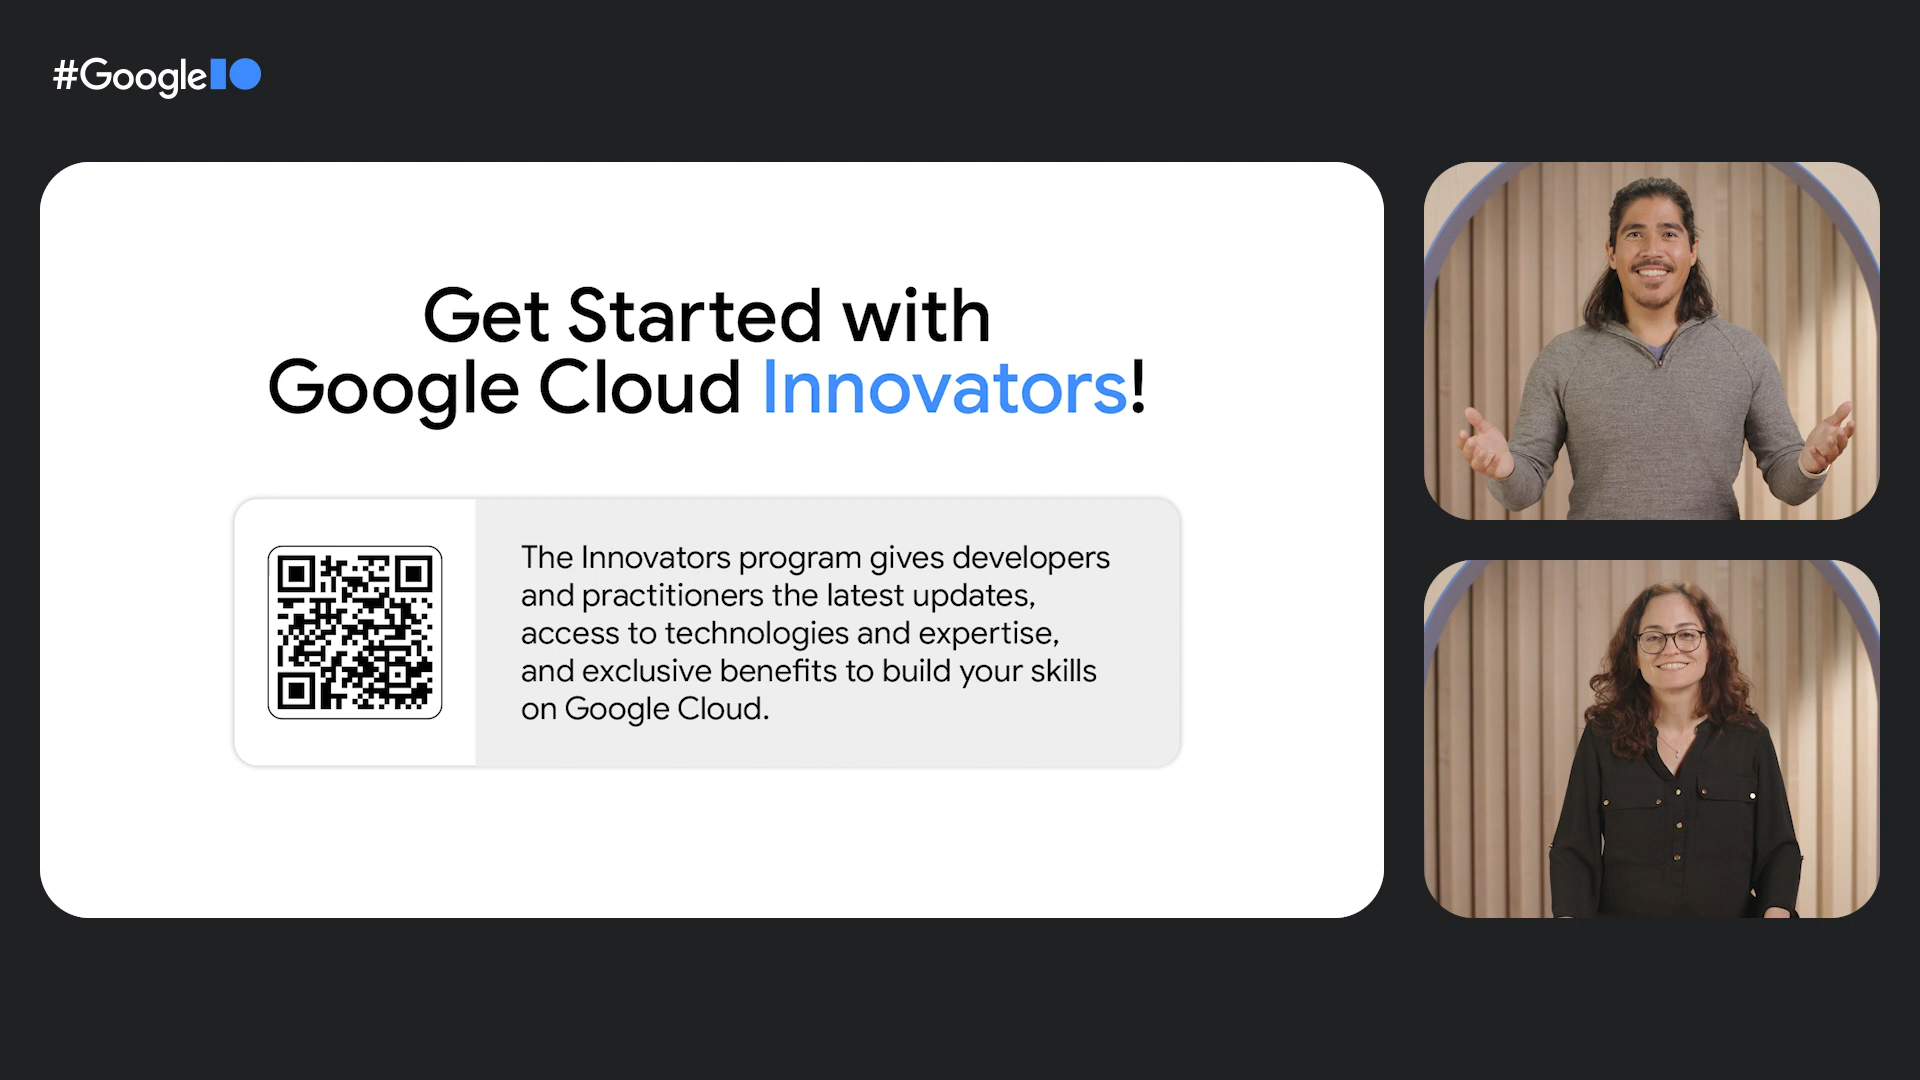 #GoogleIO
Get Started with
Google Cloud Innovators!
The Innovators program gives developers
and practitioners the latest updates,
access to technologies and expertise,
and exclusive benefits to build your skills
on Google Cloud.